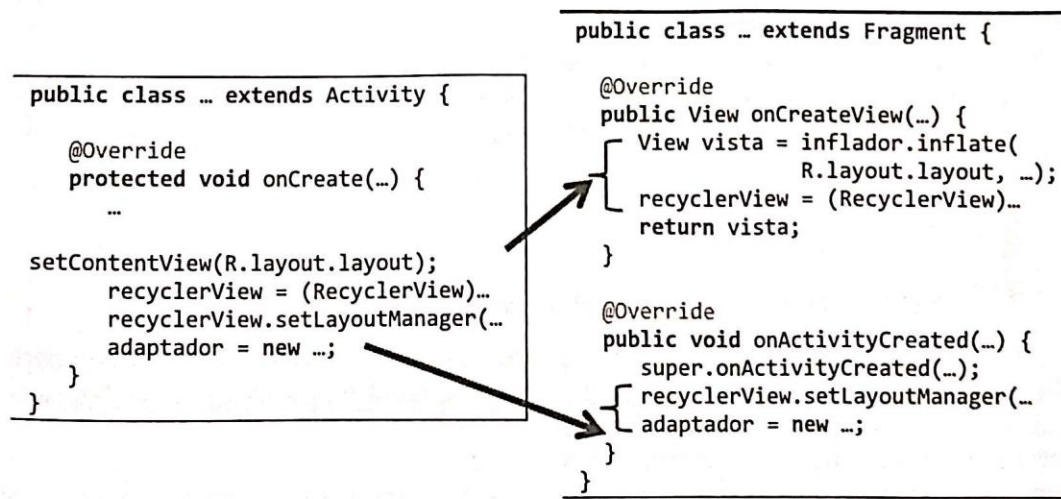 public class … extends Activity {
@Override
protected void onCreate(…) {
…
setContentView(R.layout.layout);
recyclerView = (RecyclerView)…
recyclerView.setLayoutManager(…
adaptador = new …;
}
}
public class … extends Fragment {
@Override
public View onCreateView(…) {
View vista = inflador.inflate(
R.layout.layout, …);
recyclerView = (RecyclerView)…
return vista;
}
@Override
public void onActivityCreated(…) {
super.onActivityCreated(…);
recyclerView.setLayoutManager(…
adaptador = new …;
}
}